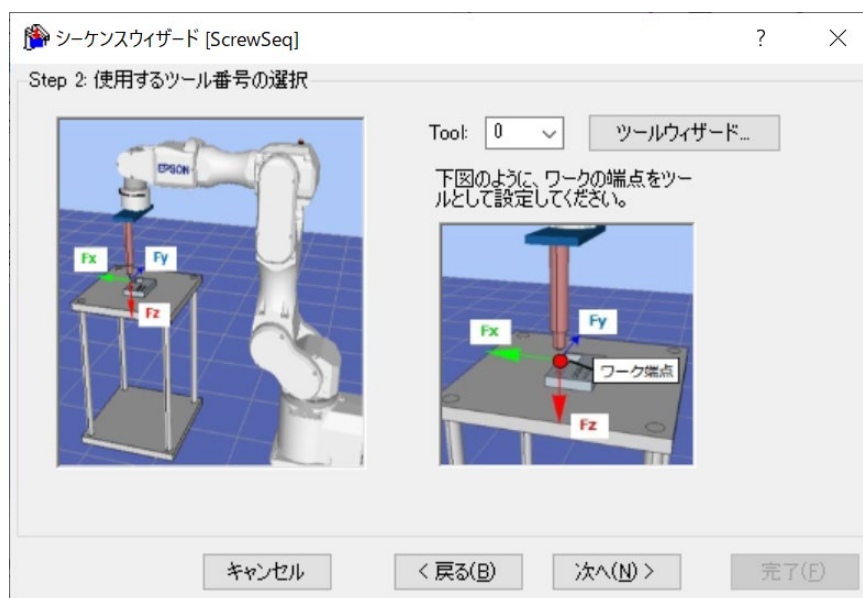 シーケンスウィザード [ScrewSeq]
Step 2: 使用するツール番号の選択
Tool: 0
ツールウィザード...
下図のように、ワークの端点をツー
ルとして設定してください。
EPSON
Fx
Fy
Fz
Fx
Fy
ワーク端点
Fz
キャンセル
< 戻る(B)
次へ(N) >
完了(F)